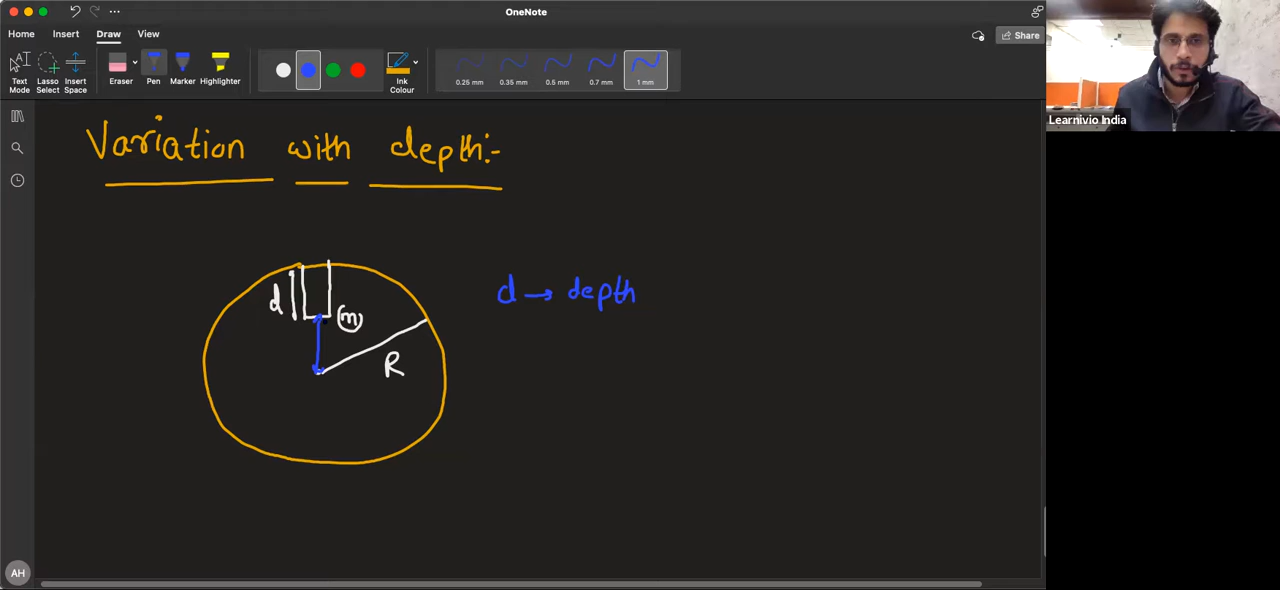 OneNote
Home Insert Draw View
Share
Text Mode
Lasso Select
Insert Space
Eraser
Pen
Marker
Highlighter
Ink Colour
0.25 mm
0.35 mm
0.5 mm
0.7 mm
1 mm
Learnivio India
Variation with depth:-
d
m
R
d → depth
AH